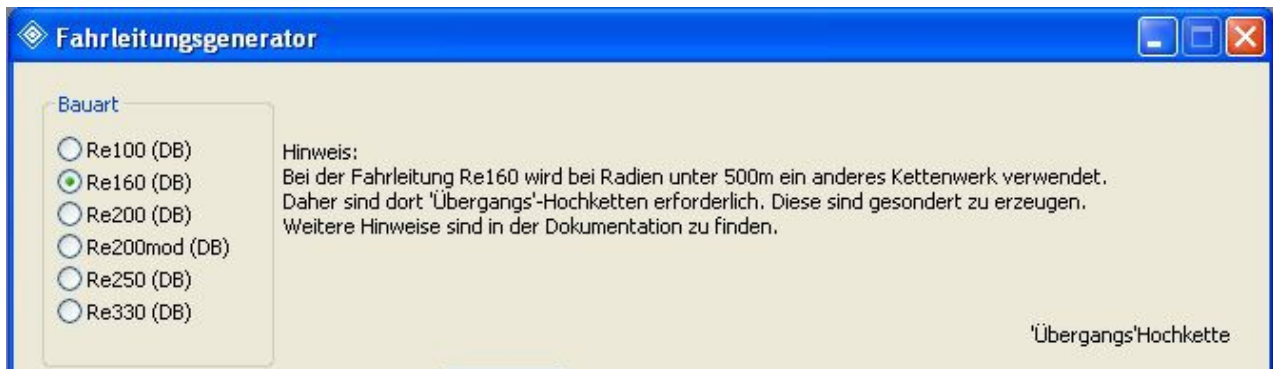 Fahrleitungsgenerator
Bauart
Re100 (DB)
Re160 (DB)
Re200 (DB)
Re200mod (DB)
Re250 (DB)
Re330 (DB)
Hinweis:
Bei der Fahrleitung Re160 wird bei Radien unter 500m ein anderes Kettenwerk verwendet.
Daher sind dort 'Übergangs'-Hochketten erforderlich. Diese sind gesondert zu erzeugen.
Weitere Hinweise sind in der Dokumentation zu finden.
'Übergangs'Hochkette